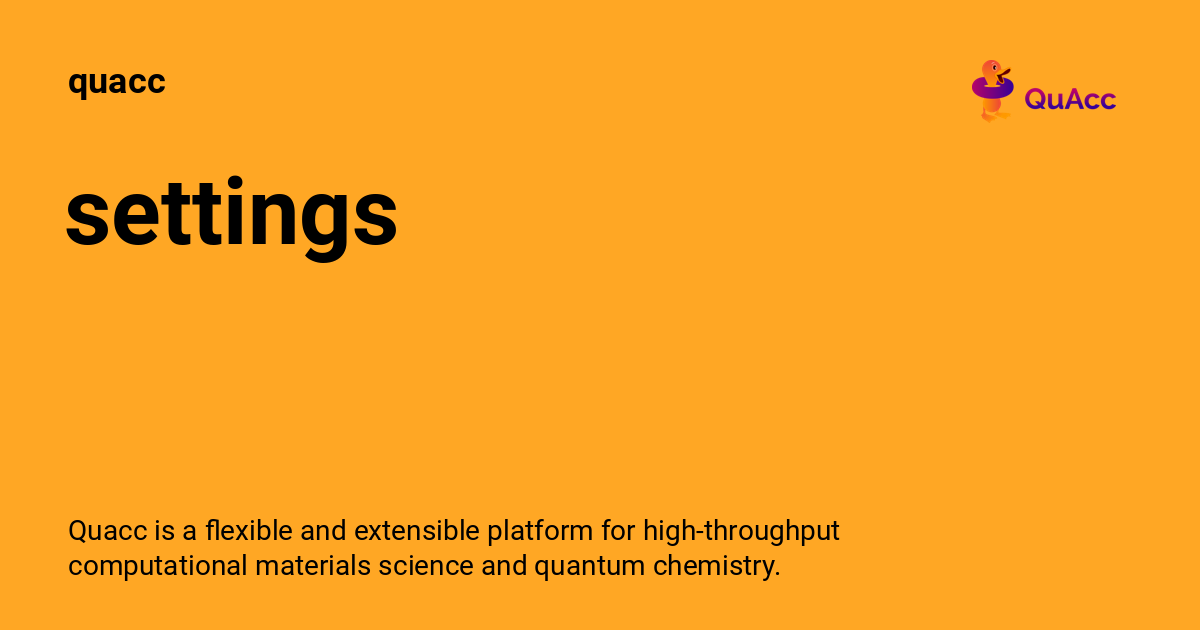 quacc
QuAcc
settings
Quacc is a flexible and extensible platform for high-throughput
computational materials science and quantum chemistry.